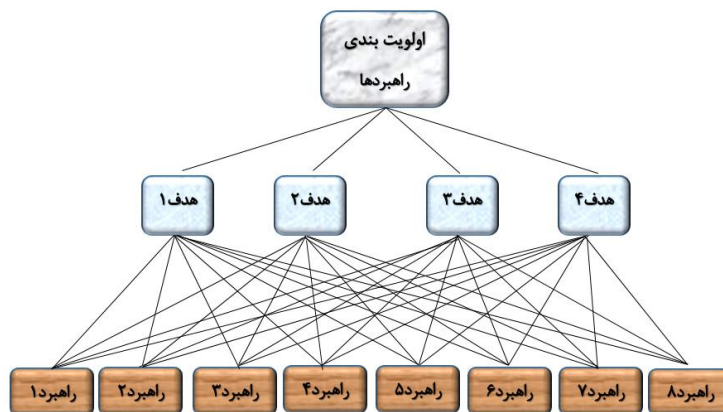 اولویت بندی
راهبردها
هدف۱
هدف۲
هدف۳
هدف۴
راهبرد۱
راهبرد۲
راهبرد۳
راهبرد۴
راهبرد۵
راهبرد۶
راهبرد۷
راهبرد۸